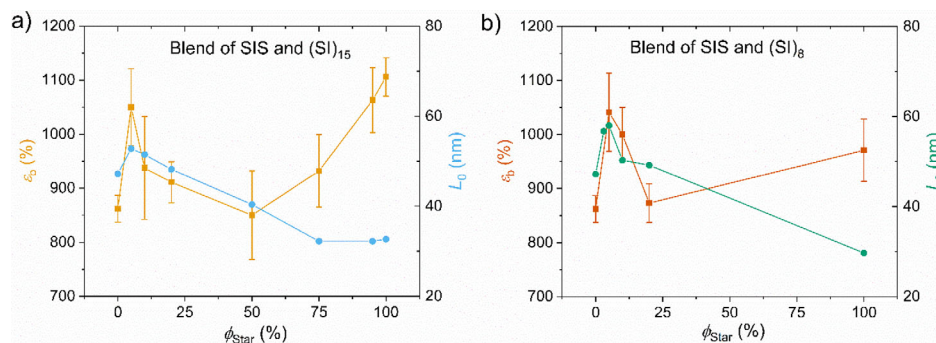 a)
Blend of SIS and (SI)15
1200
1100
1000
900
800
700
εb (%)
80
60
40
20
L0 (nm)
0 25 50 75 100
ϕStar (%)
b)
Blend of SIS and (SI)8
1200
1100
1000
900
800
700
εb (%)
80
60
40
20
(nm)
0 25 50 75 100
ϕStar (%)